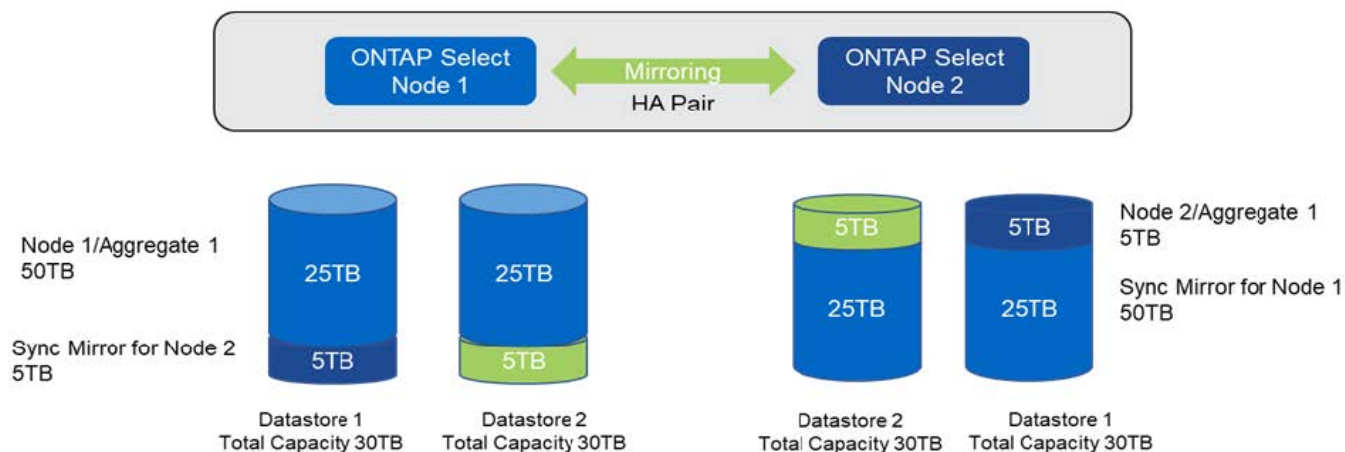 ONTAP Select
Node 1
Mirroring
HA Pair
ONTAP Select
Node 2
Node 1/Aggregate 1
50TB
Sync Mirror for Node 2
5TB
25TB
5TB
25TB
5TB
5TB
25TB
5TB
25TB
Node 2/Aggregate 1
5TB
Sync Mirror for Node 1
50TB
Datastore 1
Total Capacity 30TB
Datastore 2
Total Capacity 30TB
Datastore 2
Total Capacity 30TB
Datastore 1
Total Capacity 30TB